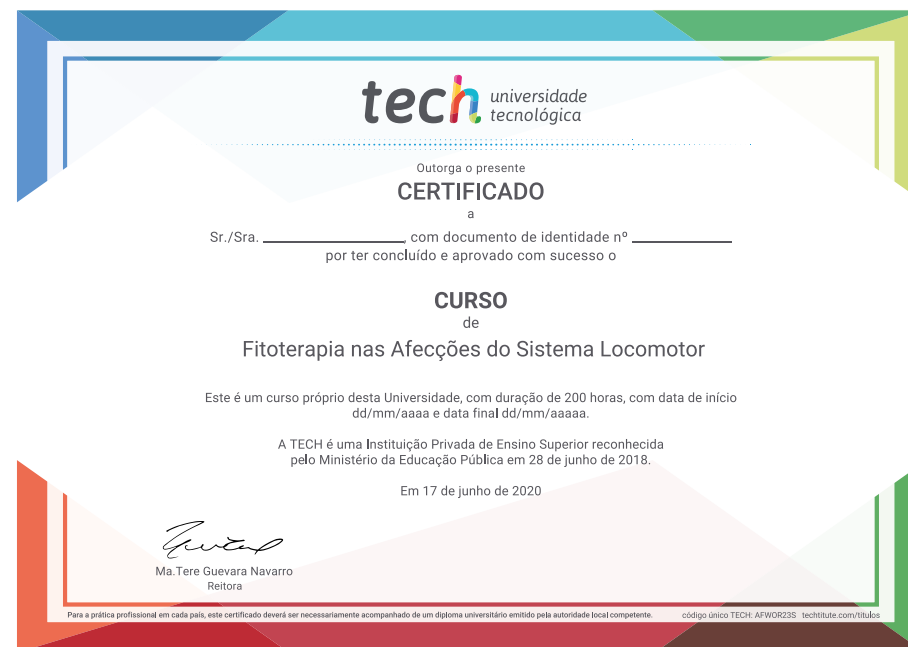 tech universidade
tecnológica
Outorga o presente
CERTIFICADO
a
Sr./Sra. ____________, com documento de identidade nº ____________
por ter concluído e aprovado com sucesso o
CURSO
de
Fitoterapia nas Afecções do Sistema Locomotor
Este é um curso próprio desta Universidade, com duração de 200 horas, com data de início
dd/mm/aaaa e data final dd/mm/aaaaa.
A TECH é uma Instituição Privada de Ensino Superior reconhecida
pelo Ministério da Educação Pública em 28 de junho de 2018.
Em 17 de junho de 2020
Ma.Tere Guevara Navarro
Reitora
Para a prática profissional em cada país, este certificado deverá ser necessariamente acompanhado de um diploma universitário emitido pela autoridade local competente. código único TECH: AFWOR23S techtitute.com/titulos